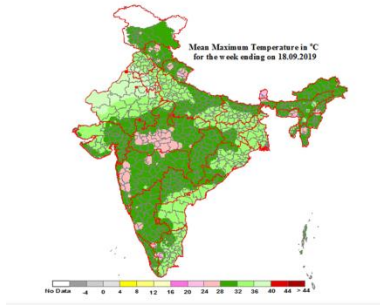 Mean Maximum Temperature in °C
for the week ending on 18.09.2019
No Data -4 0 4 8 12 16 20 24 28 32 36 40 44 > 44